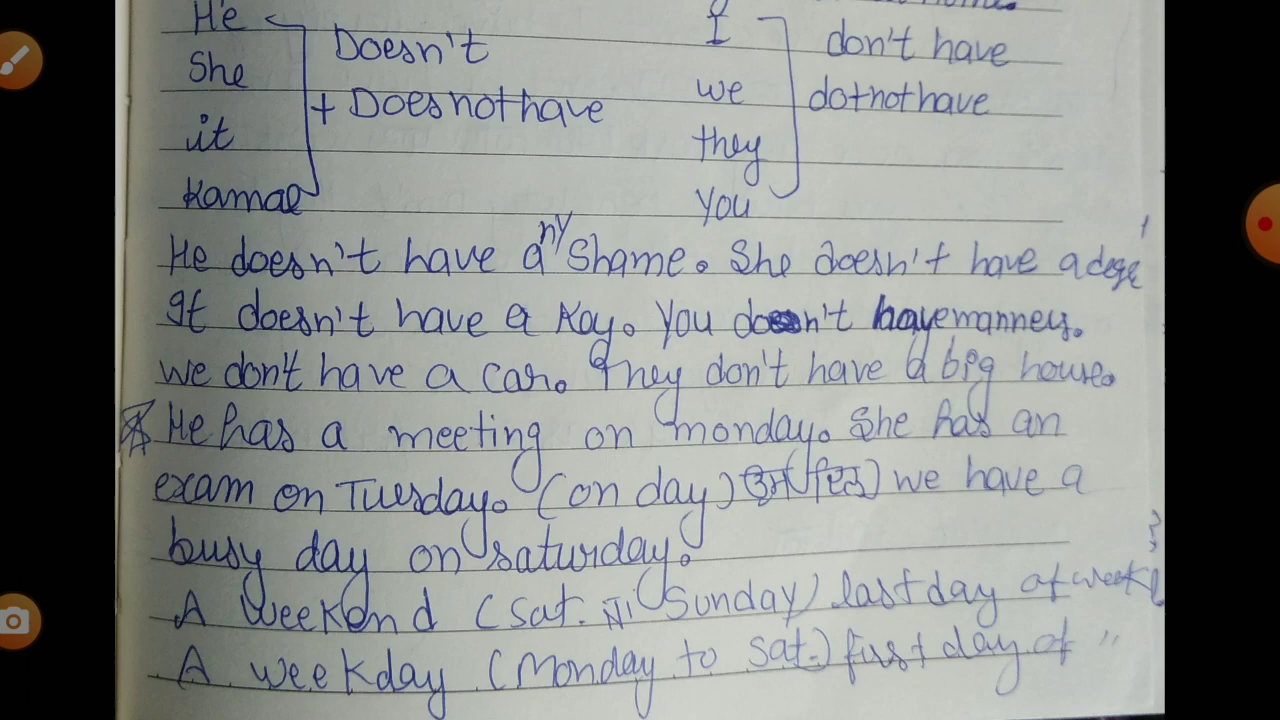 He Doesn't I don't have
She + Does not have we do+not have
it they
Kamal You
He doesn't have any Shame. She doesn't have a
It doesn't have a Kay. You doesn't have manners.
we don't have a car. They don't have a big house.
He has a meeting on monday. She has an
exam on Tuesday. (on day) we have a
busy day on saturday.
A Weekend (Sat. Sunday) last day of week
A weekday (Monday to Sat.) first day of "